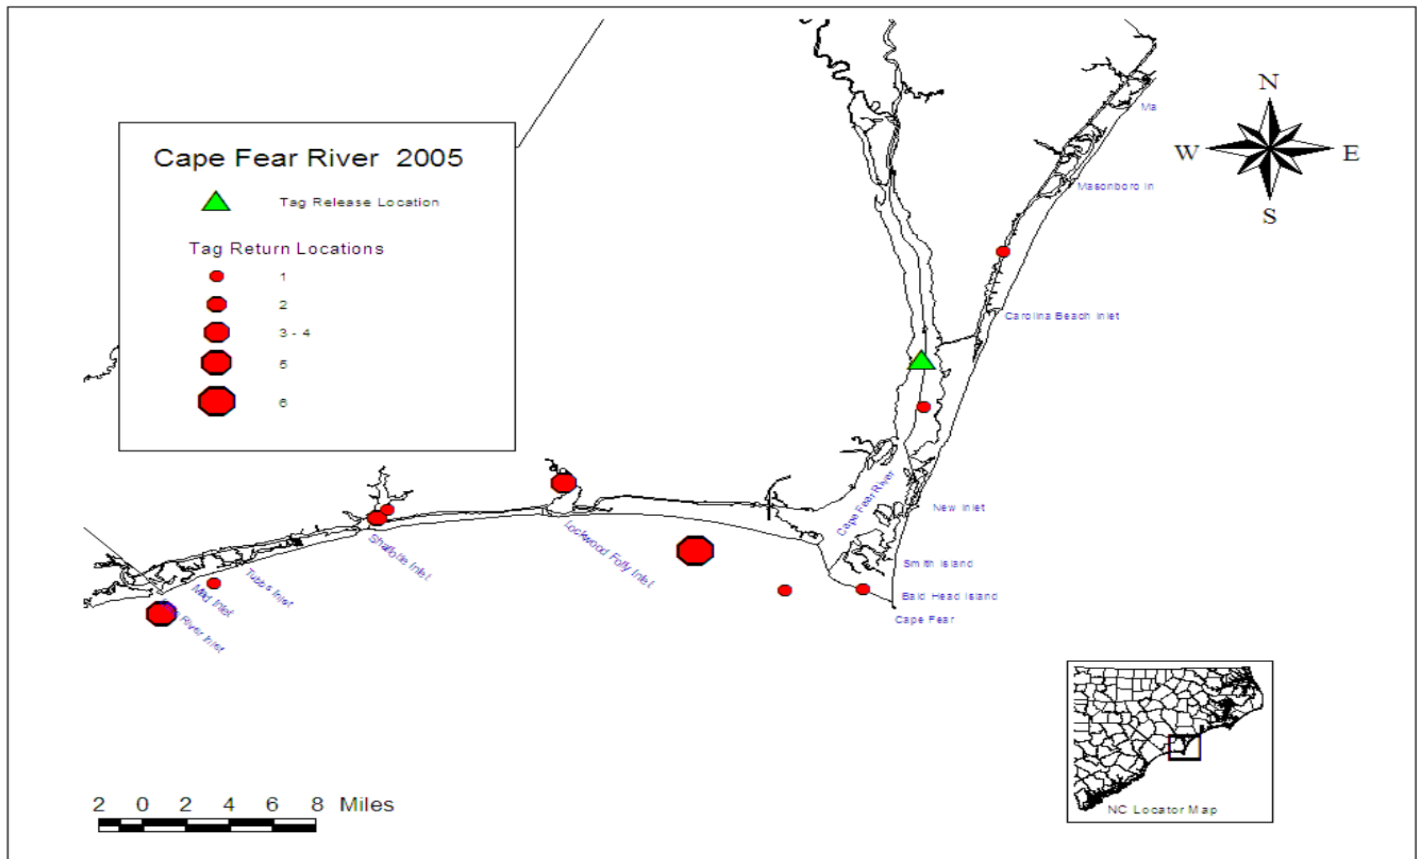 Cape Fear River 2005
Tag Release Location
Tag Return Locations
1
2
3 - 4
5
6
N
W E
S
Ma
Masonboro In
Carolina Beach Inlet
Cape Fear River
New Inlet
Smith Island
Bald Head Island
Cape Fear
Lockwood Folly Inlet
Shallotte Inlet
Tubbs Inlet
Mad Inlet
River Inlet
2 0 2 4 6 8 Miles
NC Locator Map